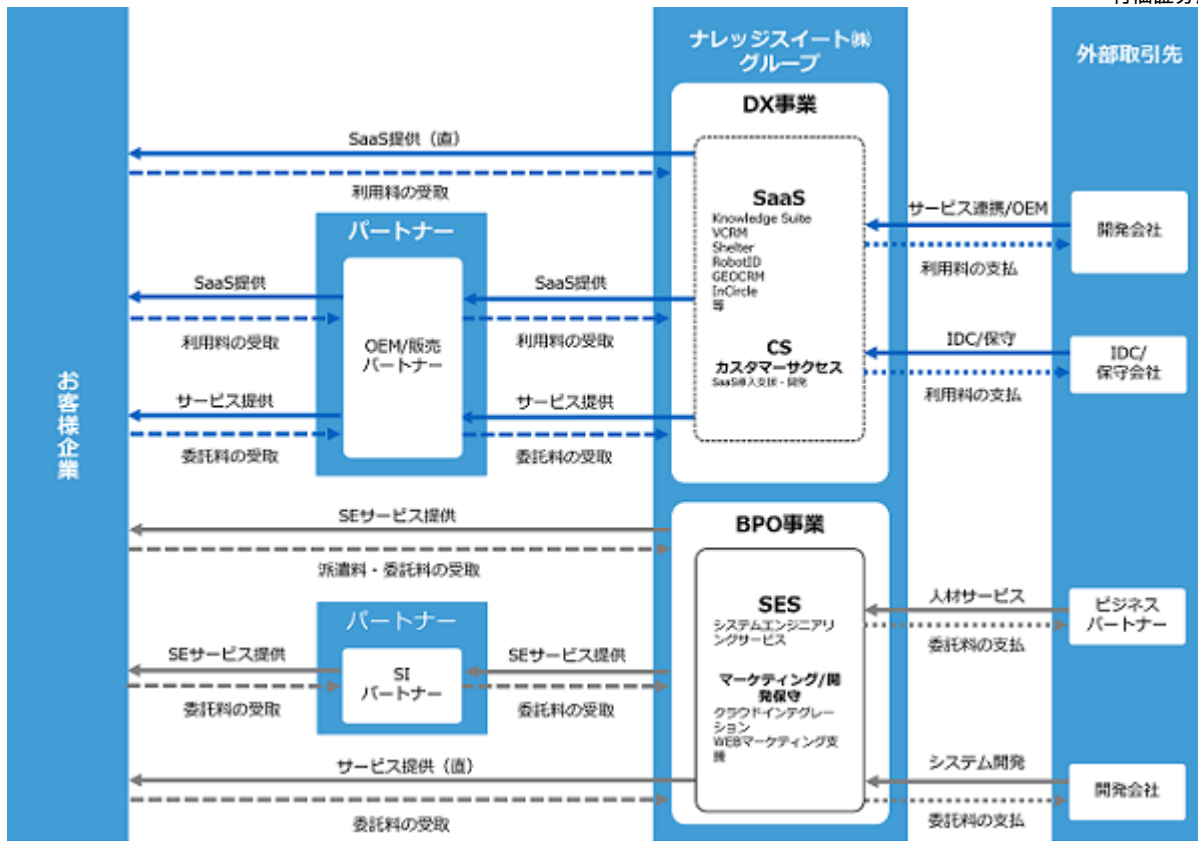 ナレッジスイート㈱
グループ
外部取引先
DX事業
SaaS提供（直）
利用料の受取
SaaS
Knowledge Suite
VCRM
Shelter
RobotID
GEOCRM
InCircle
等
サービス連携/OEM
利用料の支払
開発会社
パートナー
SaaS提供
利用料の受取
OEM/販売
パートナー
SaaS提供
利用料の受取
CS
カスタマーサクセス
SaaS導入支援・開発
IDC/保守
利用料の支払
IDC/
保守会社
お客様企業
サービス提供
委託料の受取
サービス提供
委託料の受取
BPO事業
SEサービス提供
派遣料・委託料の受取
SES
システムエンジニアリ
ングサービス
人材サービス
委託料の支払
ビジネス
パートナー
パートナー
SEサービス提供
委託料の受取
SI
パートナー
SEサービス提供
委託料の受取
マーケティング/開
発保守
クラウドインテグレー
ション
WEBマーケティング支
援
サービス提供（直）
委託料の受取
システム開発
委託料の支払
開発会社